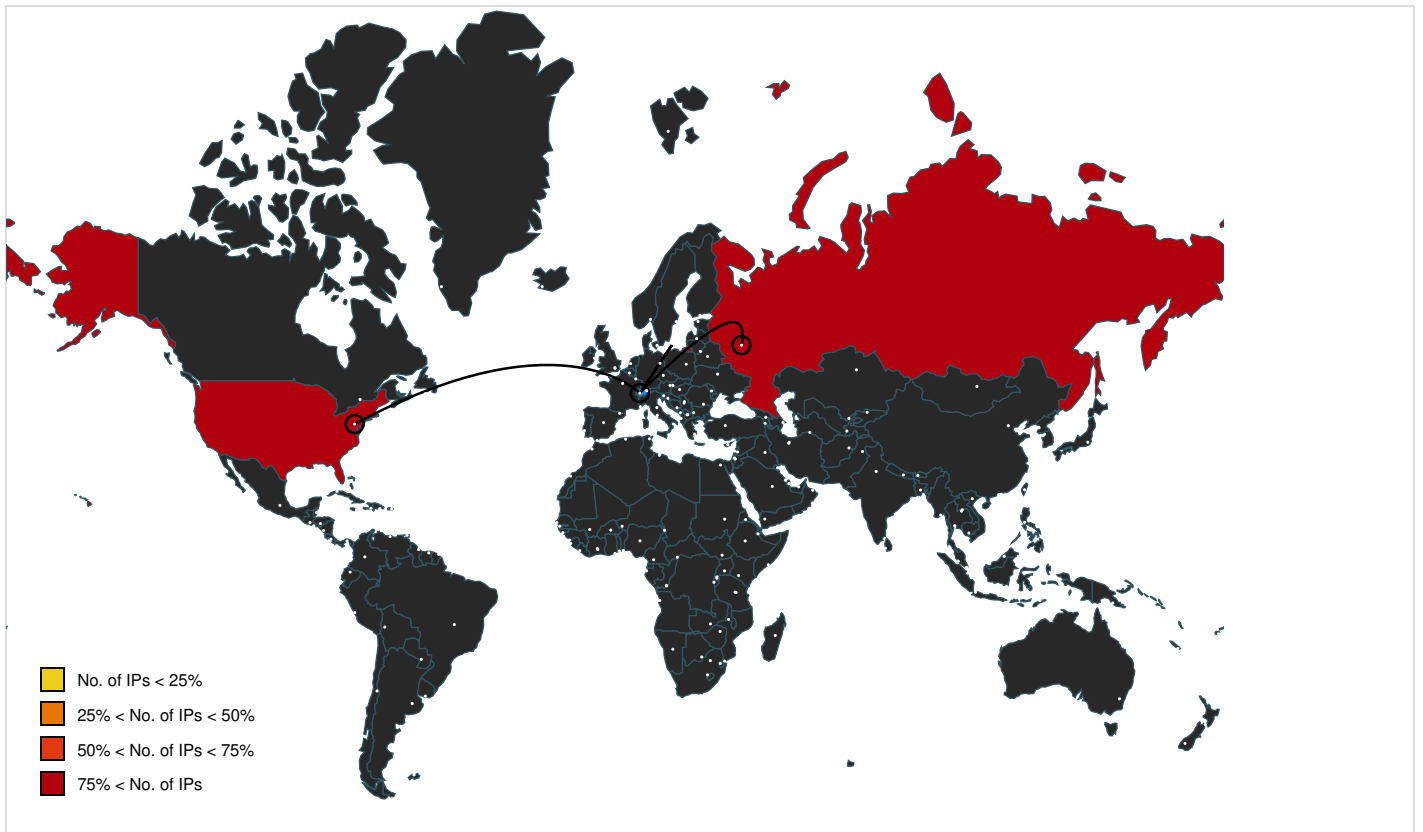 No. of IPs < 25%
25% < No. of IPs < 50%
50% < No. of IPs < 75%
75% < No. of IPs